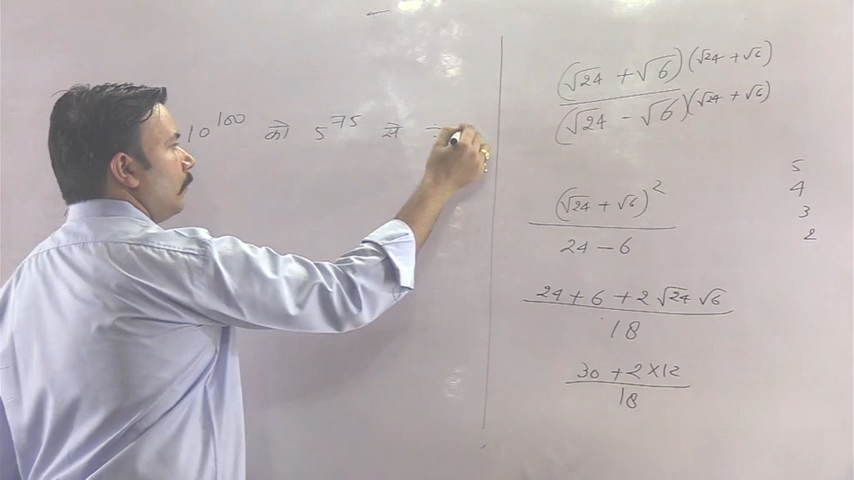 10^100 को 5^75 से ÷
(√24 + √6)(√24 + √6)
(√24 - √6)(√24 + √6)
(√24 + √6)^2
24 - 6
24 + 6 + 2 √24 √6
18
30 + 2 × 12
18
5
4
3
2